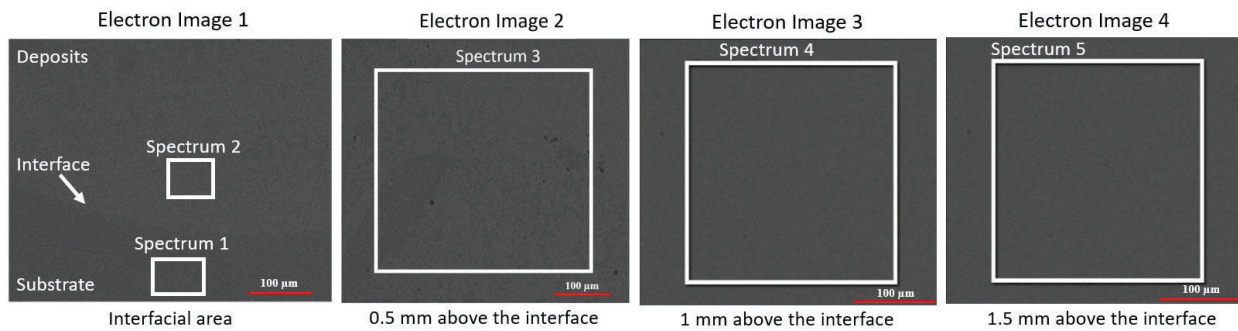 Electron Image 1
Electron Image 2
Electron Image 3
Electron Image 4
Deposits
Spectrum 2
Interface
Spectrum 1
Substrate
100 µm
Spectrum 3
100 µm
Spectrum 4
100 µm
Spectrum 5
100 µm
Interfacial area
0.5 mm above the interface
1 mm above the interface
1.5 mm above the interface